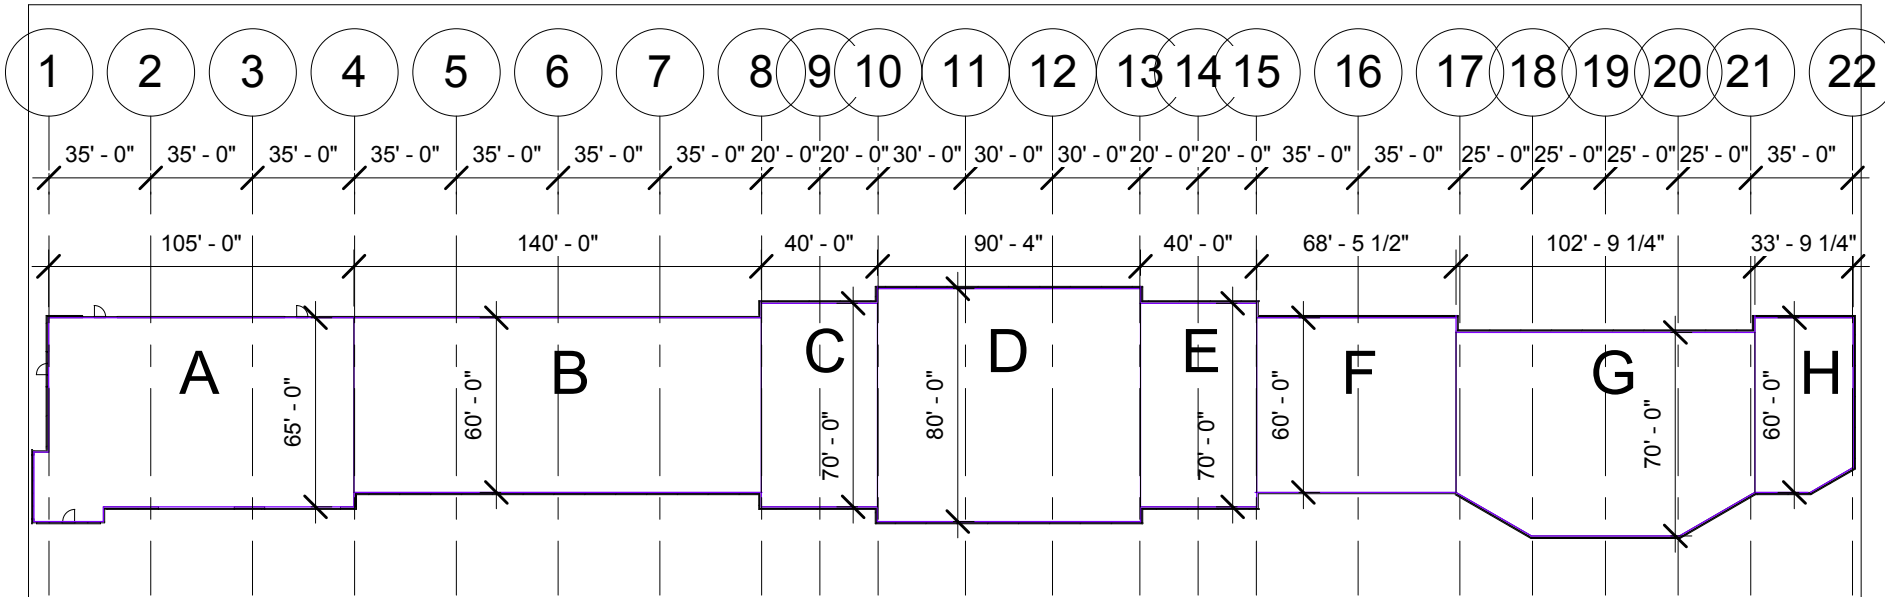 1 2 3 4 5 6 7 8 9 10 11 12 13 14 15 16 17 18 19 20 21 22
35' - 0" 35' - 0" 35' - 0" 35' - 0" 35' - 0" 35' - 0" 35' - 0" 20' - 0" 20' - 0" 30' - 0" 30' - 0" 30' - 0" 20' - 0" 20' - 0" 35' - 0" 35' - 0" 25' - 0" 25' - 0" 25' - 0" 25' - 0" 35' - 0"
105' - 0" 140' - 0" 40' - 0" 90' - 4" 40' - 0" 68' - 5 1/2" 102' - 9 1/4" 33' - 9 1/4"
A B C D E F G H
65' - 0" 60' - 0" 70' - 0" 80' - 0" 70' - 0" 60' - 0" 70' - 0" 60' - 0"